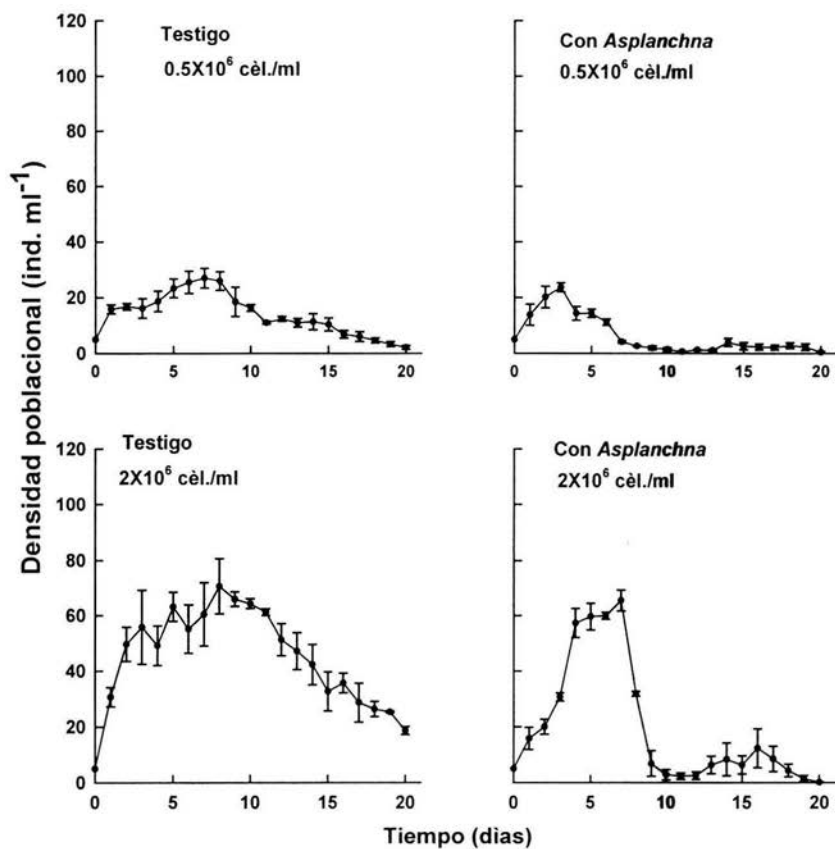 Densidad poblacional (ind. ml⁻¹)
Testigo
0.5X10⁶ cèl./ml
120
100
80
60
40
20
0
0 5 10 15 20
Con Asplanchna
0.5X10⁶ cèl./ml
0 5 10 15 20
Testigo
2X10⁶ cèl./ml
120
100
80
60
40
20
0
0 5 10 15 20
Con Asplanchna
2X10⁶ cèl./ml
0 5 10 15 20
Tiempo (dias)